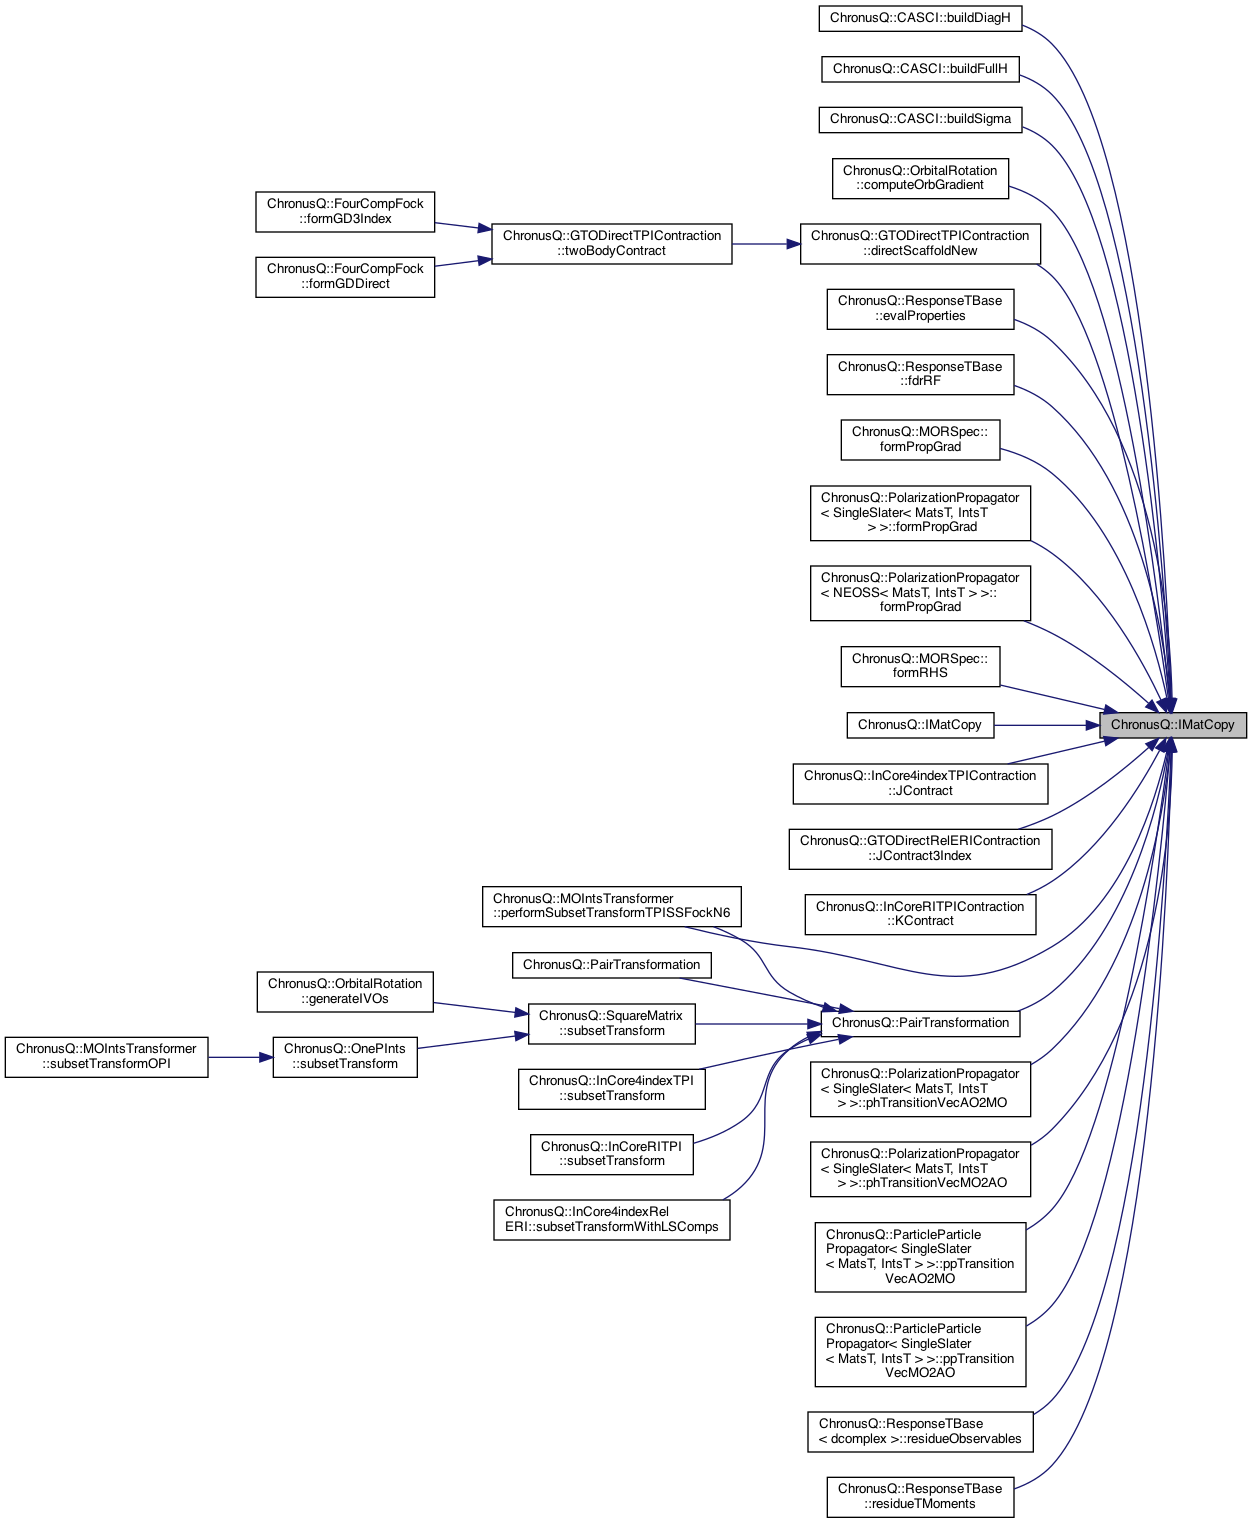 ChronusQ::CASCI::buildDiagH
ChronusQ::CASCI::buildFullH
ChronusQ::CASCI::buildSigma
ChronusQ::OrbitalRotation
::computeOrbGradient
ChronusQ::FourCompFock
::formGD3Index
ChronusQ::GTODirectTPIContraction
::twoBodyContract
ChronusQ::GTODirectTPIContraction
::directScaffoldNew
ChronusQ::FourCompFock
::formGDDirect
ChronusQ::ResponseTBase
::evalProperties
ChronusQ::ResponseTBase
::fdrRF
ChronusQ::MORSpec::
formPropGrad
ChronusQ::PolarizationPropagator
< SingleSlater< MatsT, IntsT
> >::formPropGrad
ChronusQ::PolarizationPropagator
< NEOSS< MatsT, IntsT > >::
formPropGrad
ChronusQ::MORSpec::
formRHS
ChronusQ::IMatCopy
ChronusQ::IMatCopy
ChronusQ::InCore4indexTPIContraction
::JContract
ChronusQ::GTODirectRelERIContraction
::JContract3Index
ChronusQ::InCoreRITPIContraction
::KContract
ChronusQ::MOIntsTransformer
::performSubsetTransformTPISSFockN6
ChronusQ::PairTransformation
ChronusQ::OrbitalRotation
::generateIVOs
ChronusQ::SquareMatrix
::subsetTransform
ChronusQ::PairTransformation
ChronusQ::MOIntsTransformer
::subsetTransformOPI
ChronusQ::OnePInts
::subsetTransform
ChronusQ::InCore4indexTPI
::subsetTransform
ChronusQ::PolarizationPropagator
< SingleSlater< MatsT, IntsT
> >::phTransitionVecAO2MO
ChronusQ::InCoreRITPI
::subsetTransform
ChronusQ::PolarizationPropagator
< SingleSlater< MatsT, IntsT
> >::phTransitionVecMO2AO
ChronusQ::InCore4indexRel
ERI::subsetTransformWithLSComps
ChronusQ::ParticleParticle
Propagator< SingleSlater
< MatsT, IntsT > >::ppTransition
VecAO2MO
ChronusQ::ParticleParticle
Propagator< SingleSlater
< MatsT, IntsT > >::ppTransition
VecMO2AO
ChronusQ::ResponseTBase
< dcomplex >::residueObservables
ChronusQ::ResponseTBase
::residueTMoments